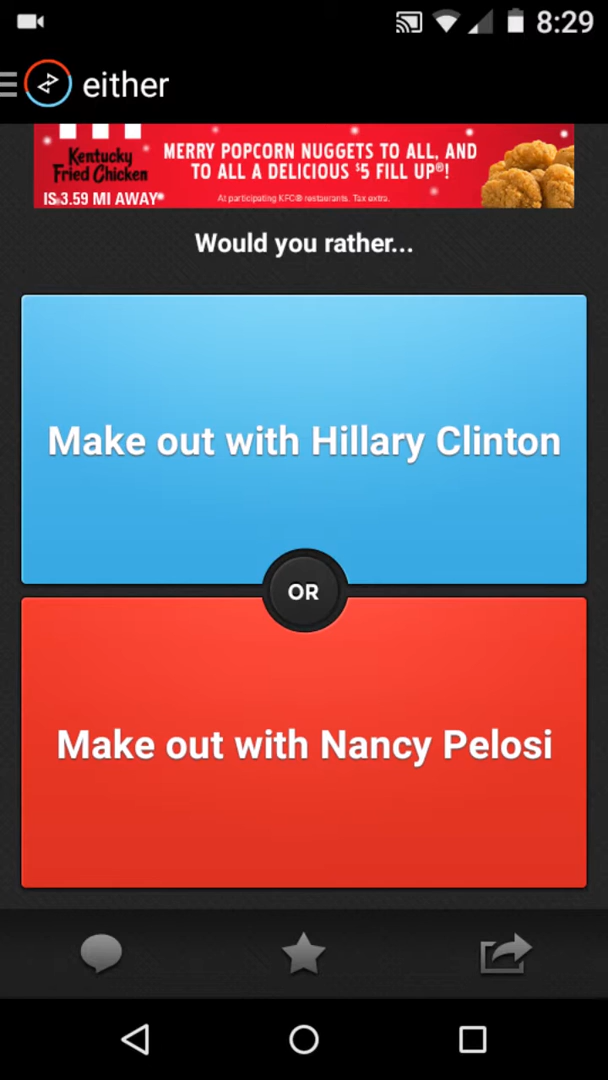 8:29
either
Kentucky
Fried Chicken
IS 3.59 MI AWAY*
MERRY POPCORN NUGGETS TO ALL, AND
TO ALL A DELICIOUS $5 FILL UP®!
At participating KFC® restaurants. Tax extra.
Would you rather...
Make out with Hillary Clinton
OR
Make out with Nancy Pelosi